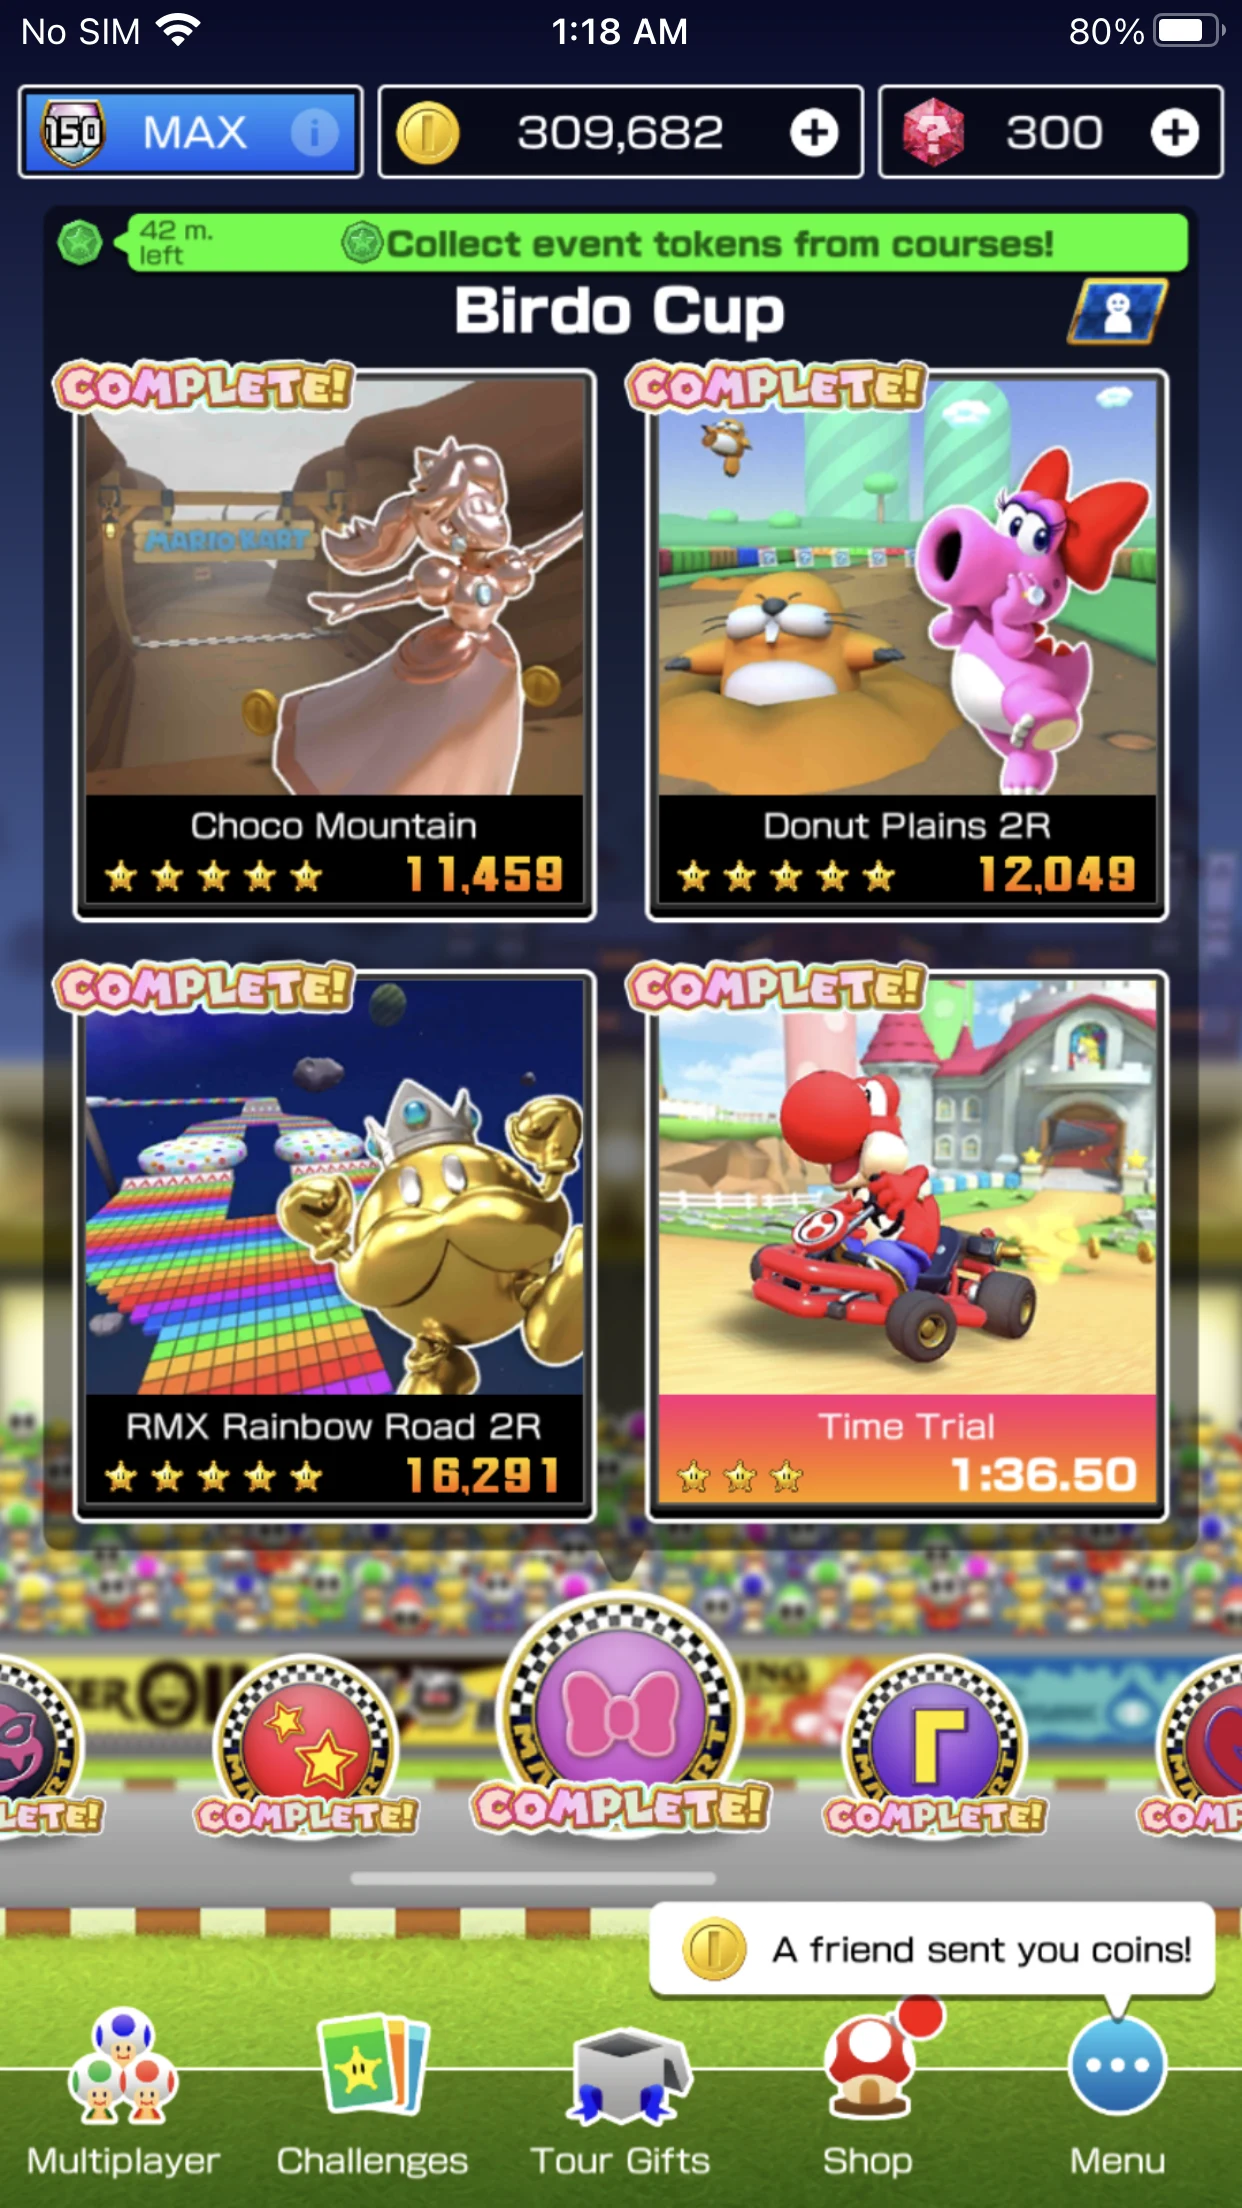 No SIM 1:18 AM 80%
150 MAX i 309,682 + ? 300 +
42 m.
left
Collect event tokens from courses!
Birdo Cup
COMPLETE! COMPLETE!
MARIO KART
Choco Mountain Donut Plains 2R
11,459 12,049
COMPLETE! COMPLETE!
RMX Rainbow Road 2R Time Trial
16,291 1:36.50
COMPLETE! COMPLETE! COMPLETE!
A friend sent you coins!
Multiplayer Challenges Tour Gifts Shop Menu